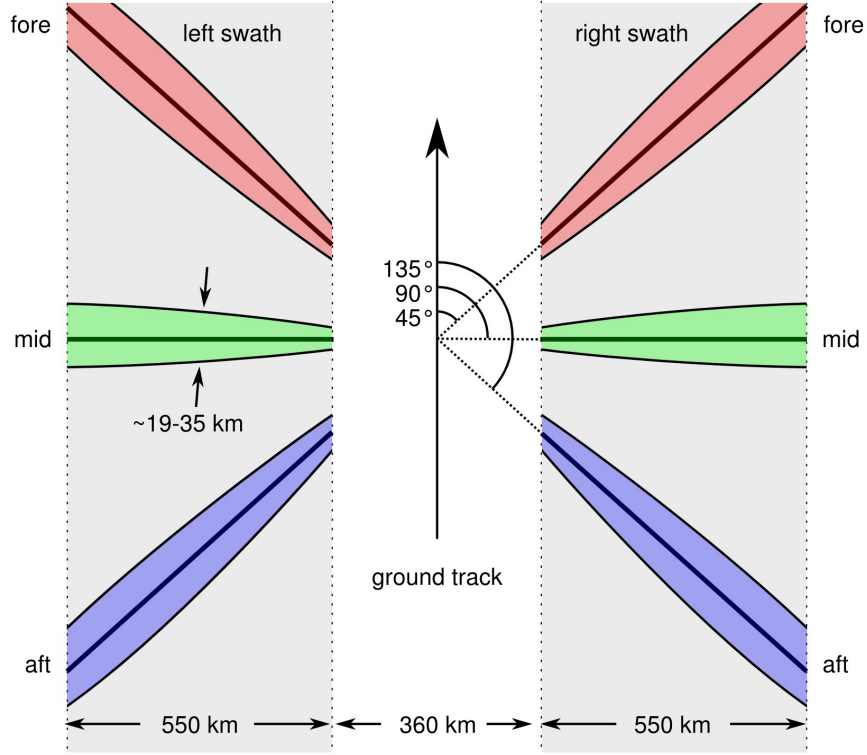 fore
left swath
right swath
fore
135°
90°
45°
mid
mid
~19-35 km
ground track
aft
aft
550 km
360 km
550 km